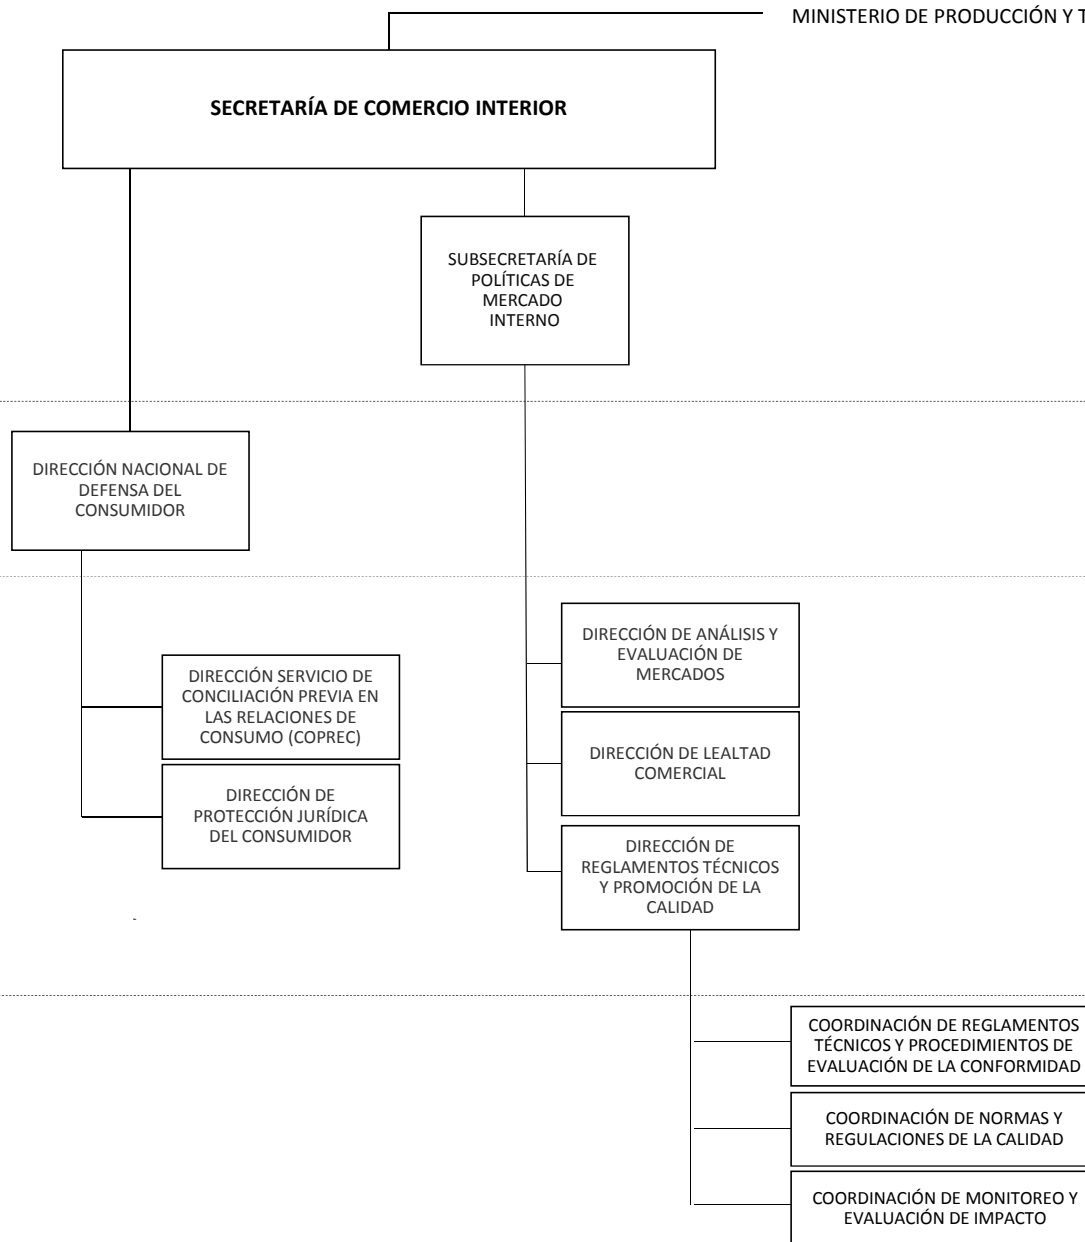 MINISTERIO DE PRODUCCIÓN Y T
SECRETARÍA DE COMERCIO INTERIOR
SUBSECRETARÍA DE
POLÍTICAS DE
MERCADO
INTERNO
DIRECCIÓN NACIONAL DE
DEFENSA DEL
CONSUMIDOR
DIRECCIÓN SERVICIO DE
CONCILIACIÓN PREVIA EN
LAS RELACIONES DE
CONSUMO (COPREC)
DIRECCIÓN DE
PROTECCIÓN JURÍDICA
DEL CONSUMIDOR
DIRECCIÓN DE ANÁLISIS Y
EVALUACIÓN DE
MERCADOS
DIRECCIÓN DE LEALTAD
COMERCIAL
DIRECCIÓN DE
REGLAMENTOS TÉCNICOS
Y PROMOCIÓN DE LA
CALIDAD
COORDINACIÓN DE REGLAMENTOS
TÉCNICOS Y PROCEDIMIENTOS DE
EVALUACIÓN DE LA CONFORMIDAD
COORDINACIÓN DE NORMAS Y
REGULACIONES DE LA CALIDAD
COORDINACIÓN DE MONITOREO Y
EVALUACIÓN DE IMPACTO